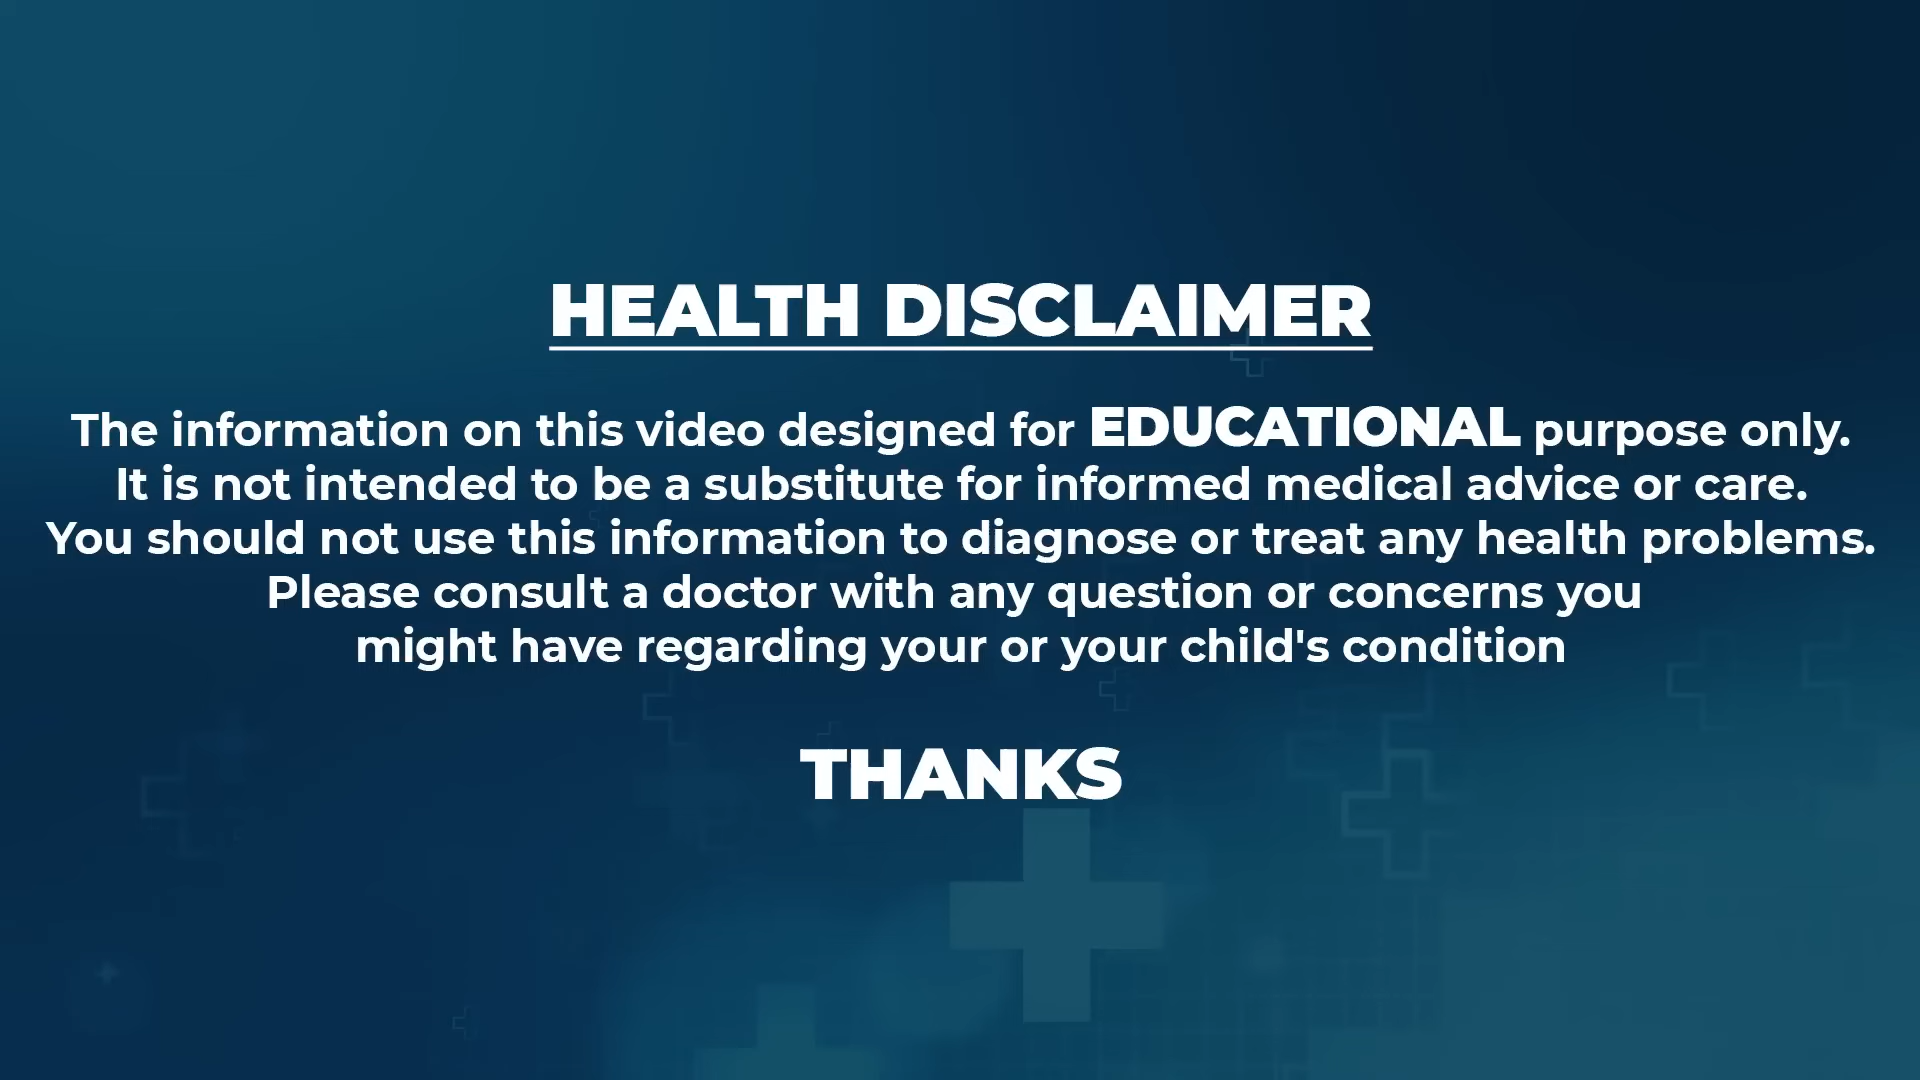 HEALTH DISCLAIMER
The information on this video designed for EDUCATIONAL purpose only.
It is not intended to be a substitute for informed medical advice or care.
You should not use this information to diagnose or treat any health problems.
Please consult a doctor with any question or concerns you
might have regarding your or your child's condition
THANKS